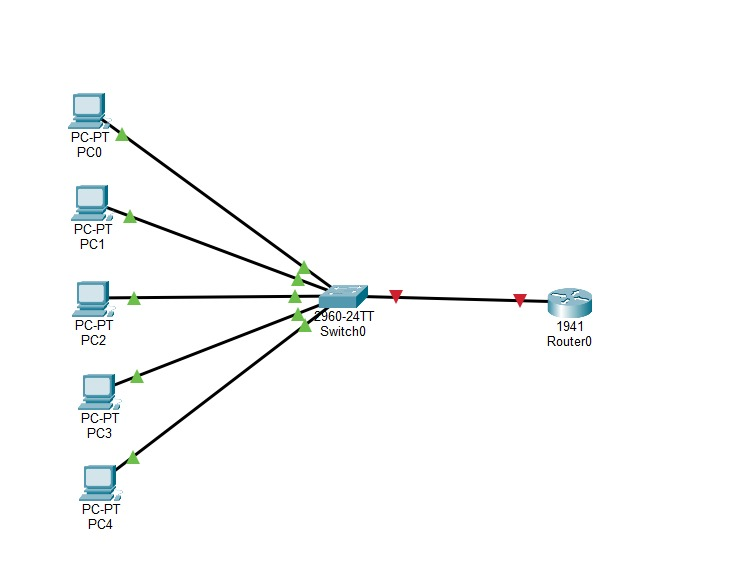 PC-PT
PC0
PC-PT
PC1
PC-PT
PC2
PC-PT
PC3
PC-PT
PC4
2960-24TT
Switch0
1941
Router0